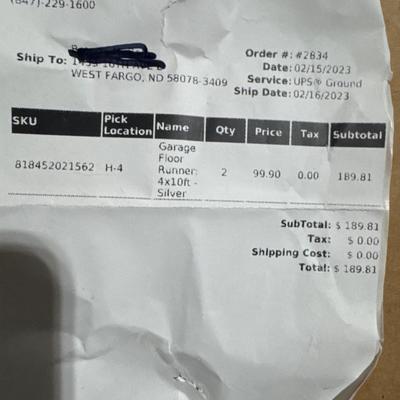 (847)-229-1600
Ship To:
WEST FARGO, ND 58078-3409
Order #: #2834
Date: 02/15/2023
Service: UPS® Ground
Ship Date: 02/16/2023
SKU Pick Location Name Qty Price Tax Subtotal
818452021562 H-4 Garage Floor Runner: 4x10ft - Silver 2 99.90 0.00 189.81
SubTotal: $ 189.81
Tax: $ 0.00
Shipping Cost: $ 0.00
Total: $ 189.81